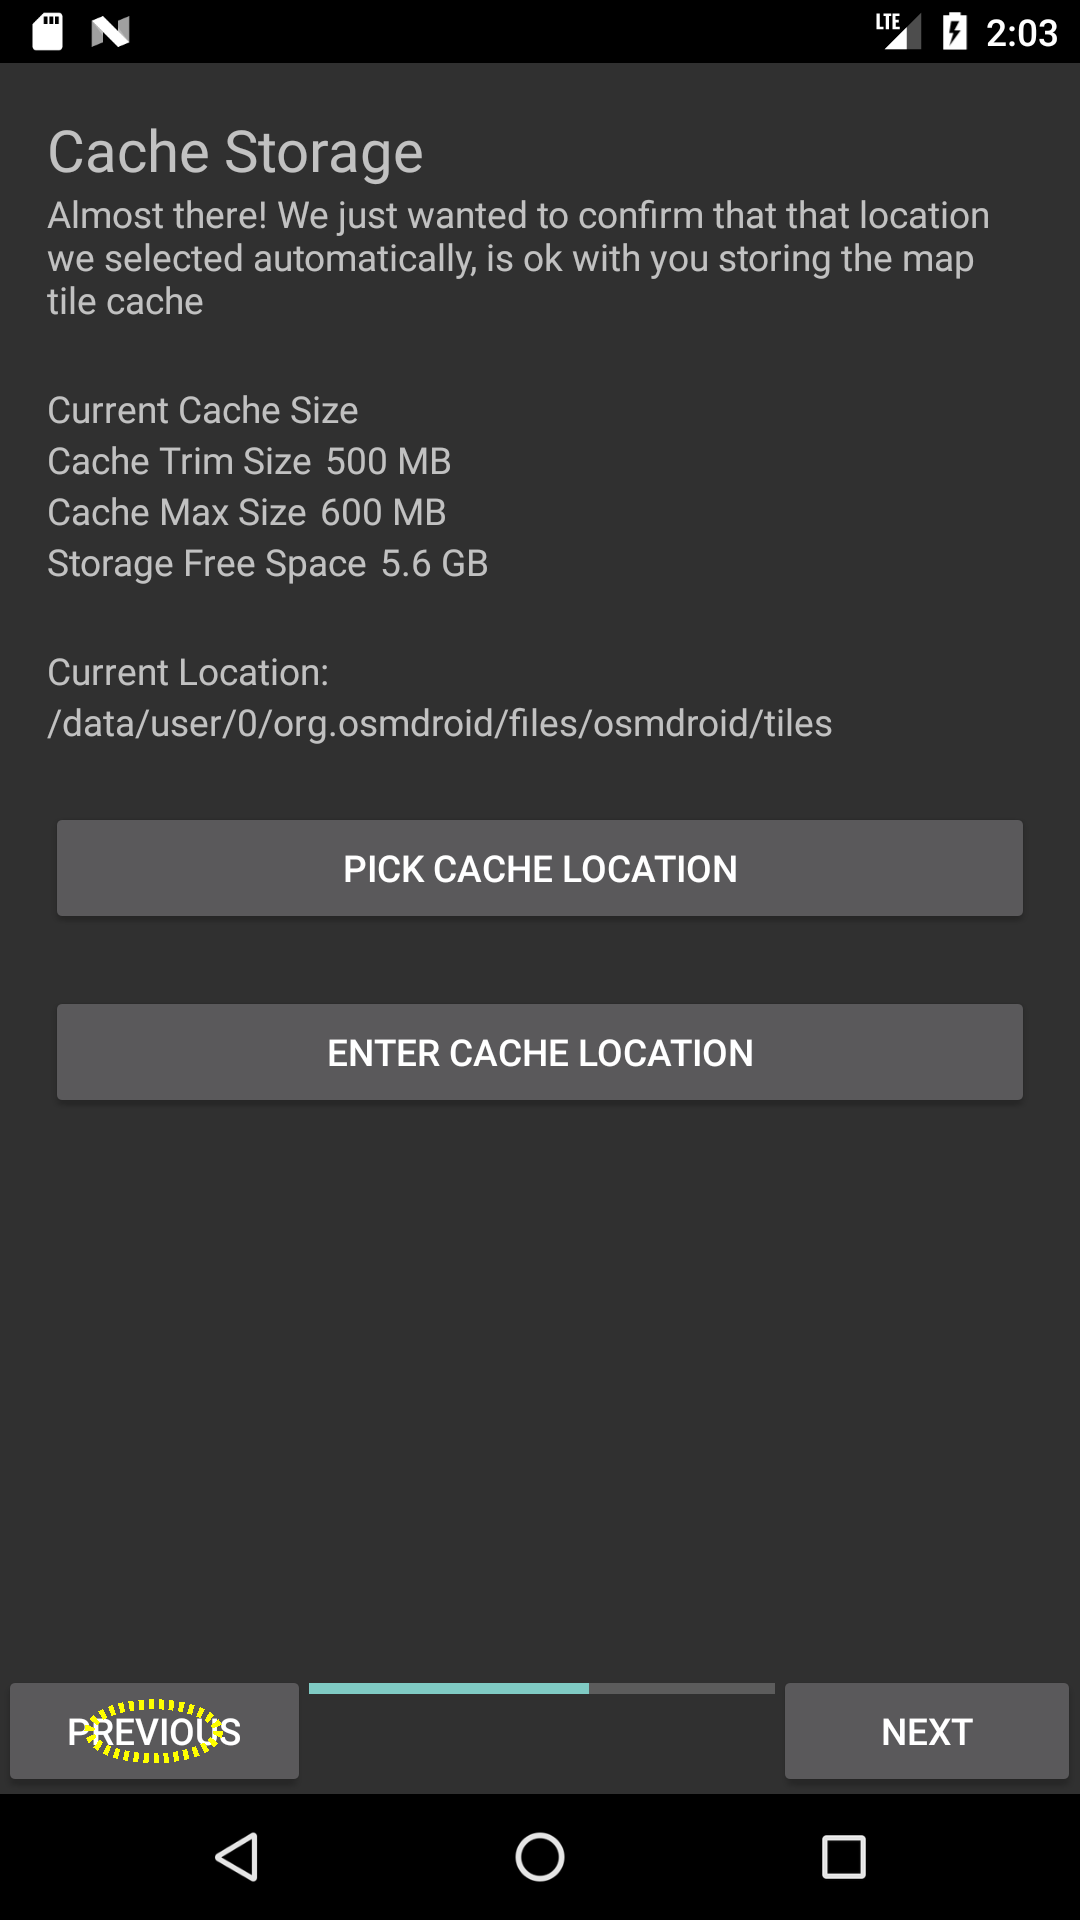 LTE 2:03
Cache Storage
Almost there! We just wanted to confirm that that location
we selected automatically, is ok with you storing the map
tile cache
Current Cache Size
Cache Trim Size 500 MB
Cache Max Size 600 MB
Storage Free Space 5.6 GB
Current Location:
/data/user/0/org.osmdroid/files/osmdroid/tiles
PICK CACHE LOCATION
ENTER CACHE LOCATION
PREVIOUS NEXT